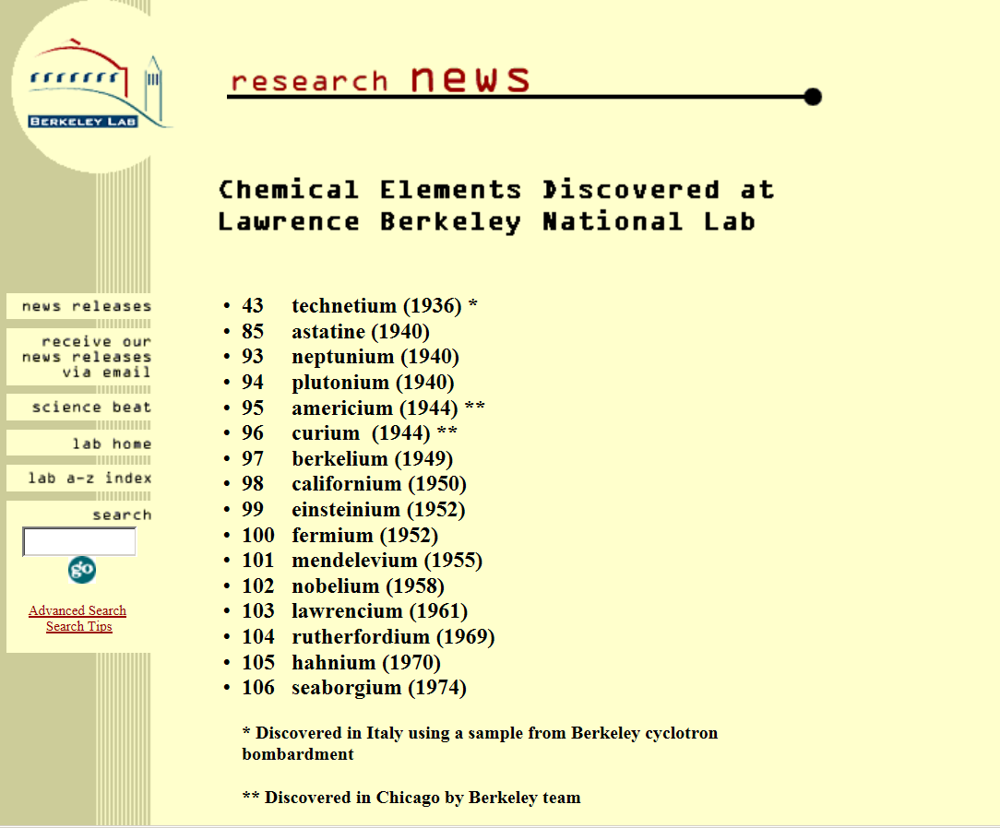 BERKELEY LAB
research news
Chemical Elements Discovered at
Lawrence Berkeley National Lab
news releases
receive our
news releases
via email
science beat
lab home
lab a-z index
search
go
Advanced Search
Search Tips
• 43 technetium (1936) *
• 85 astatine (1940)
• 93 neptunium (1940)
• 94 plutonium (1940)
• 95 americium (1944) **
• 96 curium (1944) **
• 97 berkelium (1949)
• 98 californium (1950)
• 99 einsteinium (1952)
• 100 fermium (1952)
• 101 mendelevium (1955)
• 102 nobelium (1958)
• 103 lawrencium (1961)
• 104 rutherfordium (1969)
• 105 hahnium (1970)
• 106 seaborgium (1974)
* Discovered in Italy using a sample from Berkeley cyclotron
bombardment
** Discovered in Chicago by Berkeley team